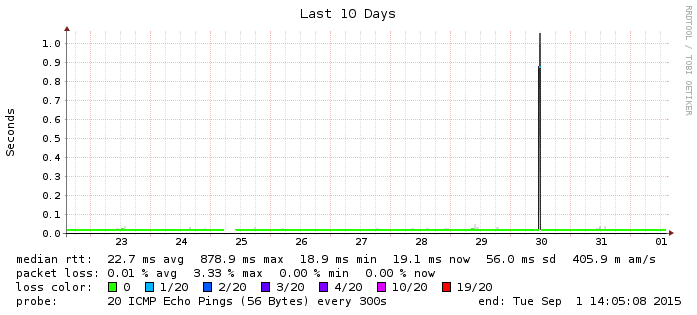 Last 10 Days
RRDTOOL / TOBI OETIKER
Seconds
1.0
0.9
0.8
0.7
0.6
0.5
0.4
0.3
0.2
0.1
0.0
23 24 25 26 27 28 29 30 31 01
median rtt: 22.7 ms avg 878.9 ms max 18.9 ms min 19.1 ms now 56.0 ms sd 405.9 m am/s
packet loss: 0.01 % avg 3.33 % max 0.00 % min 0.00 % now
loss color: 0 1/20 2/20 3/20 4/20 10/20 19/20
probe: 20 ICMP Echo Pings (56 Bytes) every 300s end: Tue Sep 1 14:05:08 2015